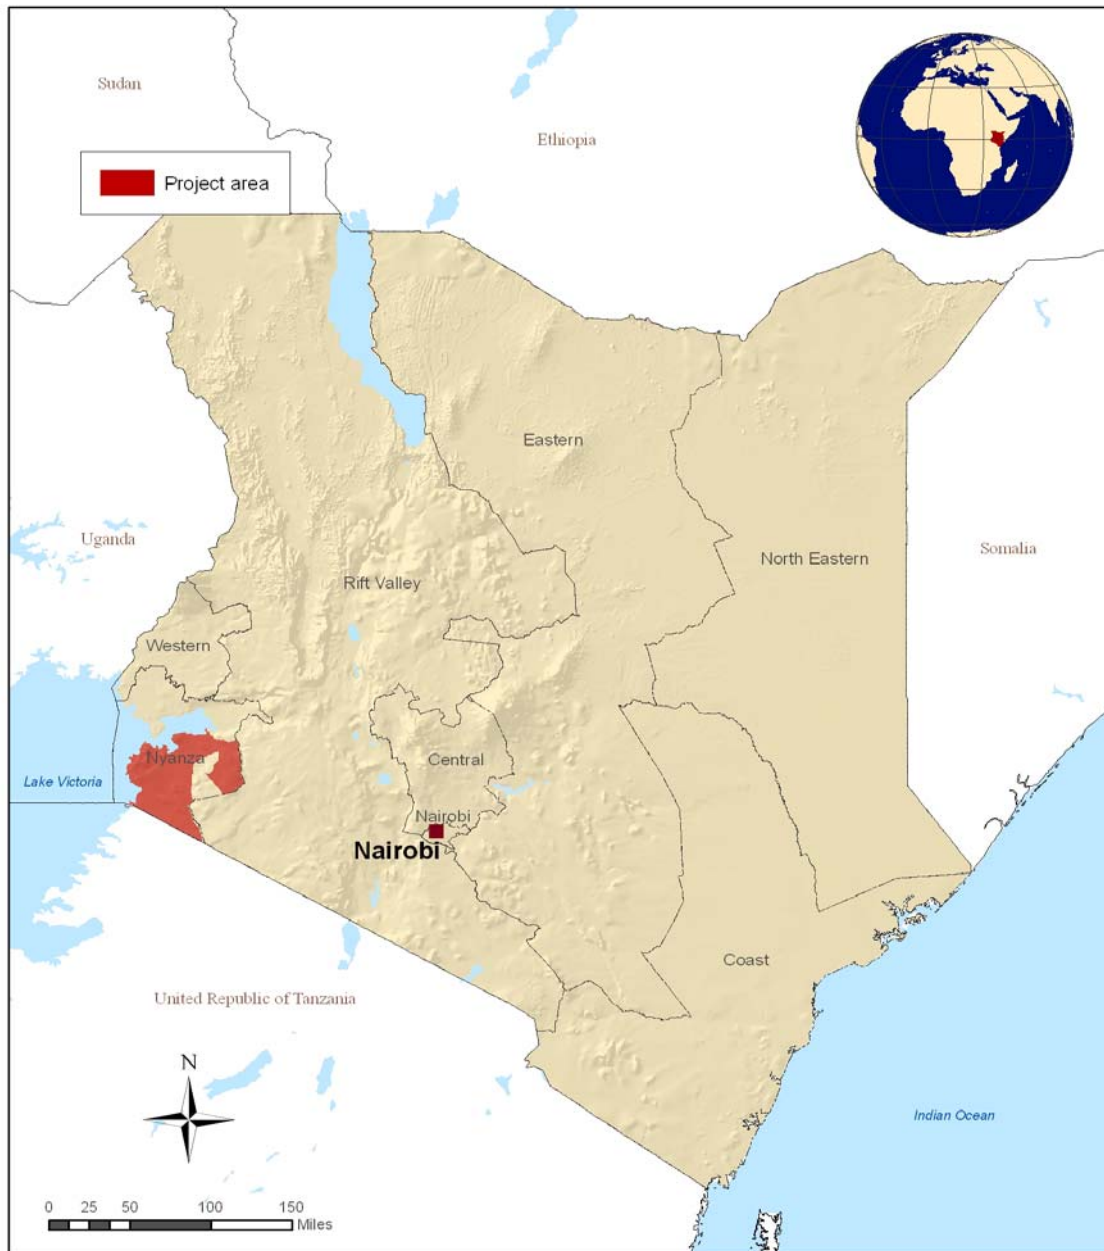 Sudan
Ethiopia
Project area
Eastern
Uganda
North Eastern
Somalia
Rift Valley
Western
Nyanza
Central
Lake Victoria
Nairobi
Nairobi
Coast
United Republic of Tanzania
N
Indian Ocean
0 25 50 100 150
Miles